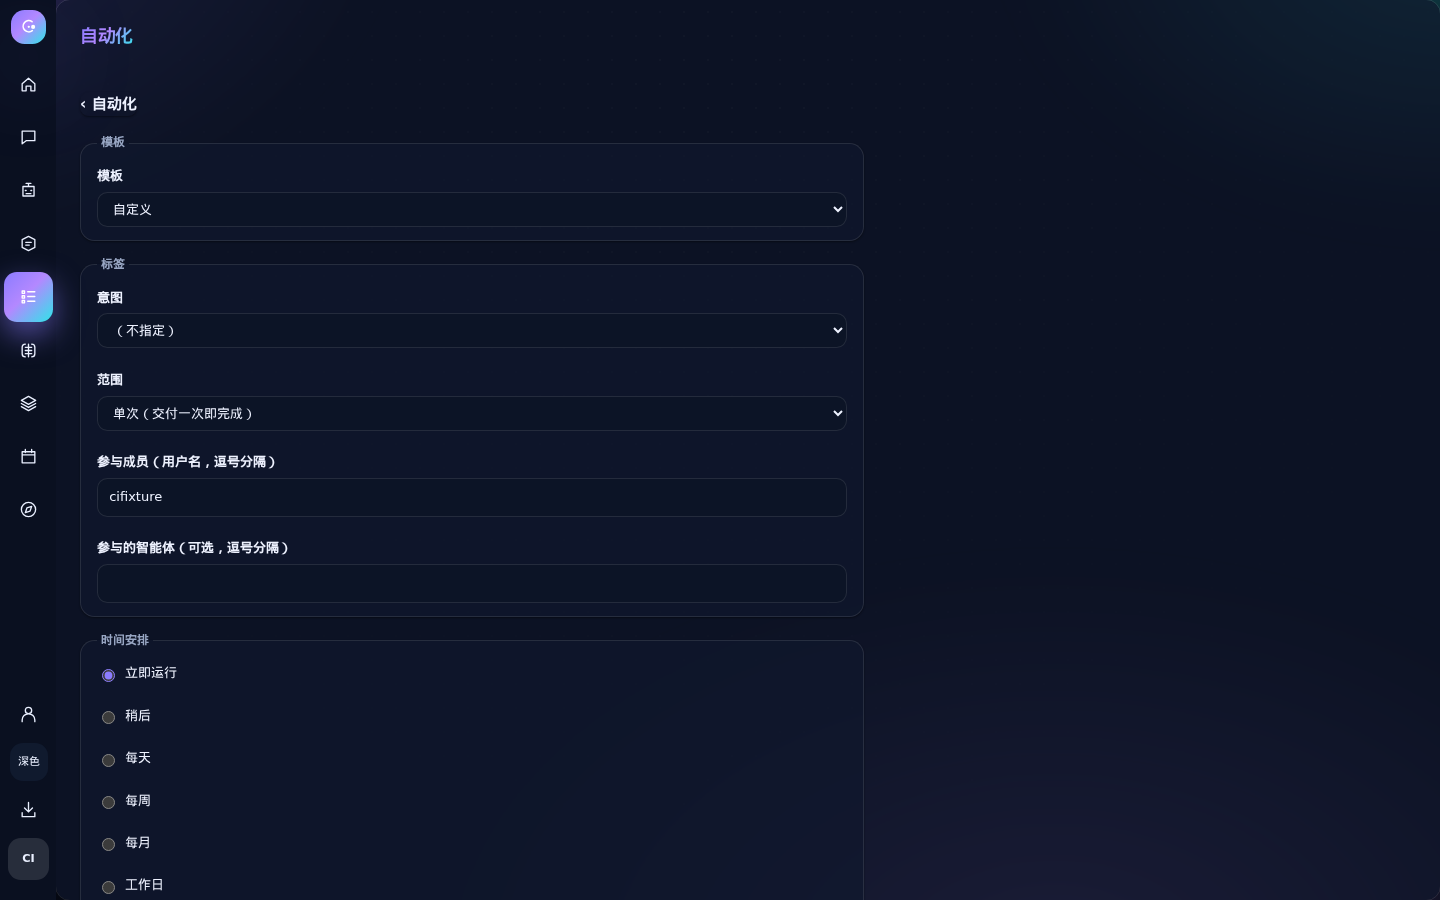 自动化
‹ 自动化
模板
模板
自定义
标签
意图
（不指定）
范围
单次（交付一次即完成）
参与成员（用户名，逗号分隔）
cifixture
参与的智能体（可选，逗号分隔）
时间安排
立即运行
稍后
每天
每周
每月
工作日
深色
CI